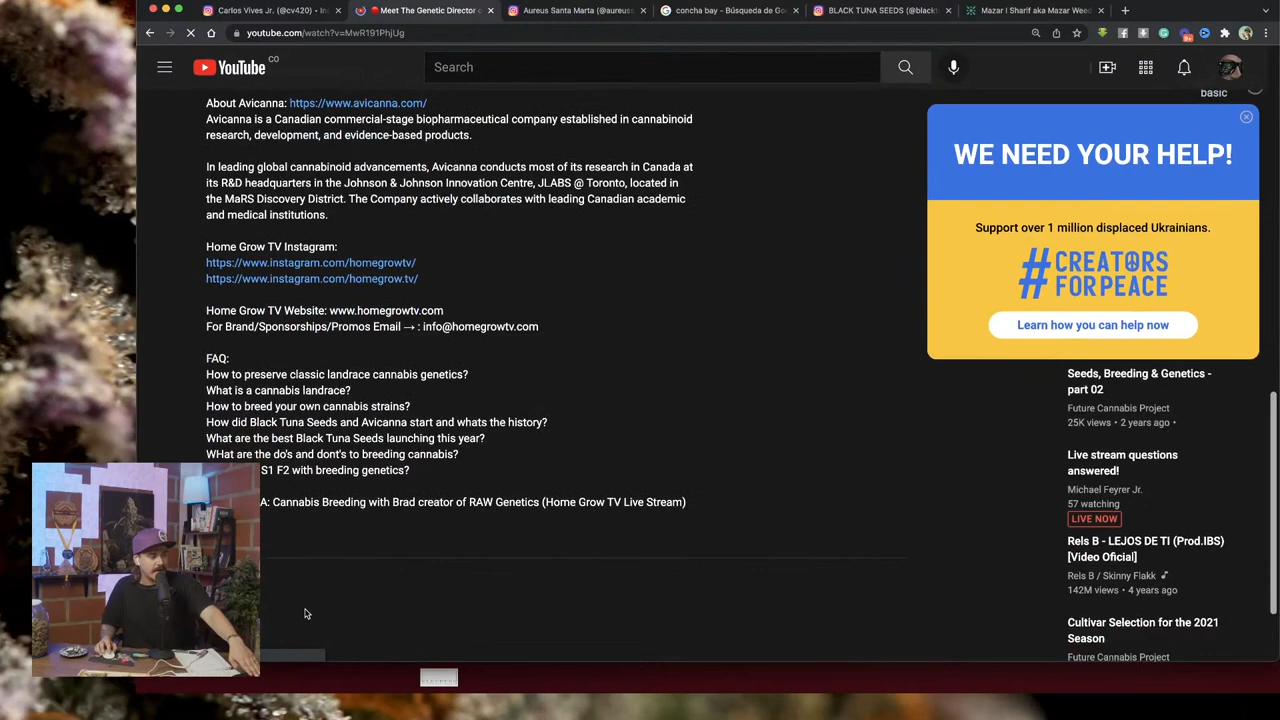 Carlos Vives Jr. (@cv420) • In
Meet The Genetic Director o
Aureus Santa Marta (@aureuss
concha bay - Búsqueda de Go
BLACK TUNA SEEDS (@black
Mazar I Sharif aka Mazar Weed
youtube.com/watch?v=MwR191PhjUg
YouTube CO
Search
basic
About Avicanna: https://www.avicanna.com/
Avicanna is a Canadian commercial-stage biopharmaceutical company established in cannabinoid
research, development, and evidence-based products.
In leading global cannabinoid advancements, Avicanna conducts most of its research in Canada at
its R&D headquarters in the Johnson & Johnson Innovation Centre, JLABS @ Toronto, located in
the MaRS Discovery District. The Company actively collaborates with leading Canadian academic
and medical institutions.
Home Grow TV Instagram:
https://www.instagram.com/homegrowtv/
https://www.instagram.com/homegrow.tv/
Home Grow TV Website: www.homegrowtv.com
For Brand/Sponsorships/Promos Email → : info@homegrowtv.com
FAQ:
How to preserve classic landrace cannabis genetics?
What is a cannabis landrace?
How to breed your own cannabis strains?
How did Black Tuna Seeds and Avicanna start and whats the history?
What are the best Black Tuna Seeds launching this year?
WHat are the do's and dont's to breeding cannabis?
S1 F2 with breeding genetics?
A: Cannabis Breeding with Brad creator of RAW Genetics (Home Grow TV Live Stream)
WE NEED YOUR HELP!
Support over 1 million displaced Ukrainians.
#CREATORS
FORPEACE
Learn how you can help now
Seeds, Breeding & Genetics -
part 02
Future Cannabis Project
25K views • 2 years ago •
Live stream questions
answered!
Michael Feyrer Jr.
57 watching
LIVE NOW
Rels B - LEJOS DE TI (Prod.IBS)
[Video Oficial]
Rels B / Skinny Flakk
142M views • 4 years ago
Cultivar Selection for the 2021
Season
Future Cannabis Project